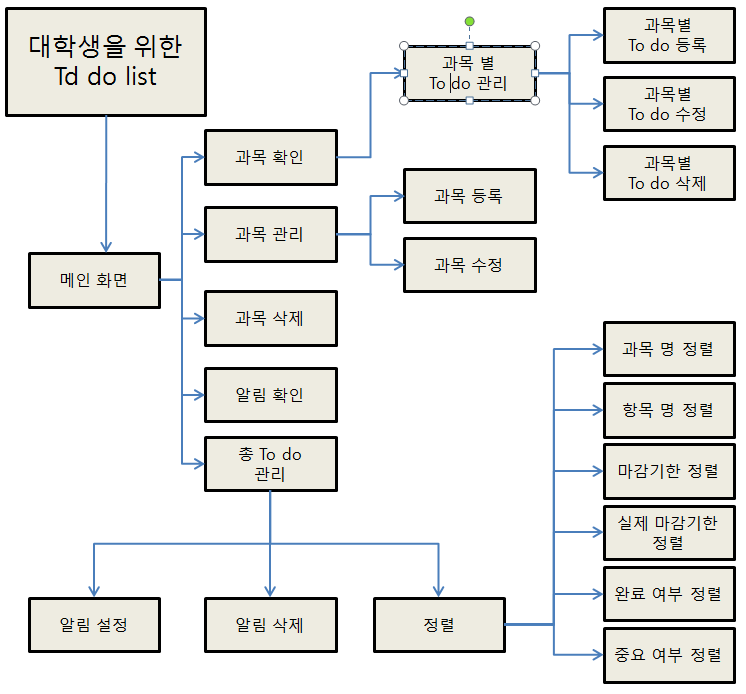 대학생을 위한
Td do list
과목 별
To do 관리
과목별
To do 등록
과목별
To do 수정
과목별
To do 삭제
과목 확인
과목 관리
과목 등록
과목 수정
메인 화면
과목 삭제
알림 확인
총 To do
관리
과목 명 정렬
항목 명 정렬
마감기한 정렬
실제 마감기한
정렬
완료 여부 정렬
중요 여부 정렬
알림 설정
알림 삭제
정렬